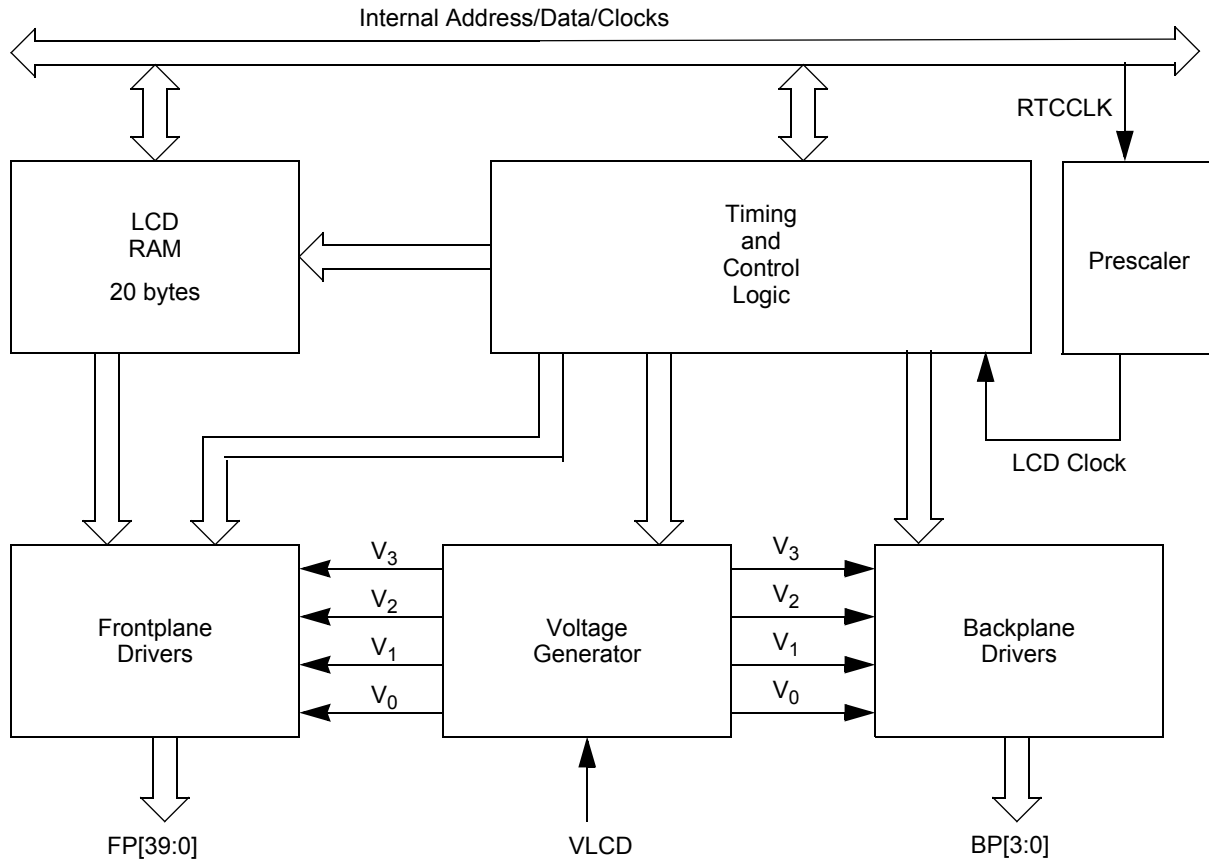 Internal Address/Data/Clocks
RTCCLK
LCD
RAM
20 bytes
Timing
and
Control
Logic
Prescaler
LCD Clock
Frontplane
Drivers
V3
V2
V1
V0
Voltage
Generator
V3
V2
V1
V0
Backplane
Drivers
FP[39:0]
VLCD
BP[3:0]